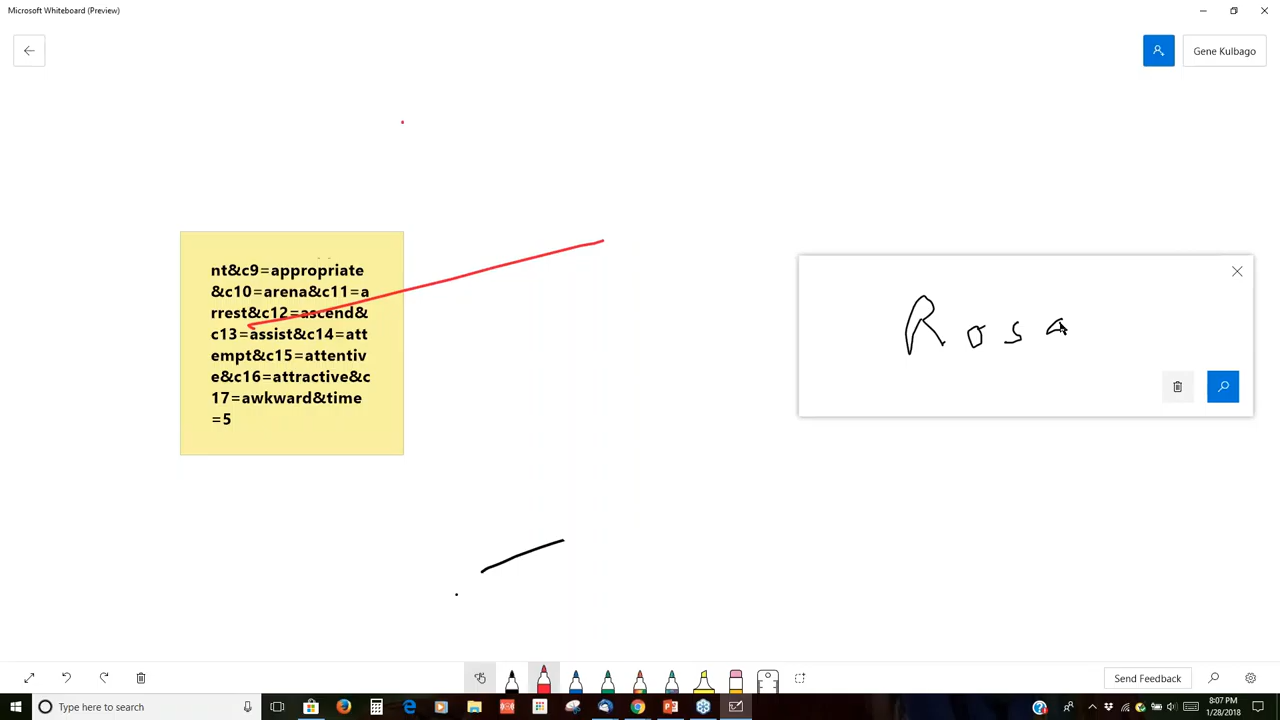 Microsoft Whiteboard (Preview)
Gene Kulbago
nt&c9=appropriate
&c10=arena&c11=a
rrest&c12=ascend&
c13=assist&c14=att
empt&c15=attentiv
e&c16=attractive&c
17=awkward&time
=5
Rosa
Send Feedback
Type here to search
8:07 PM
1/28/2018